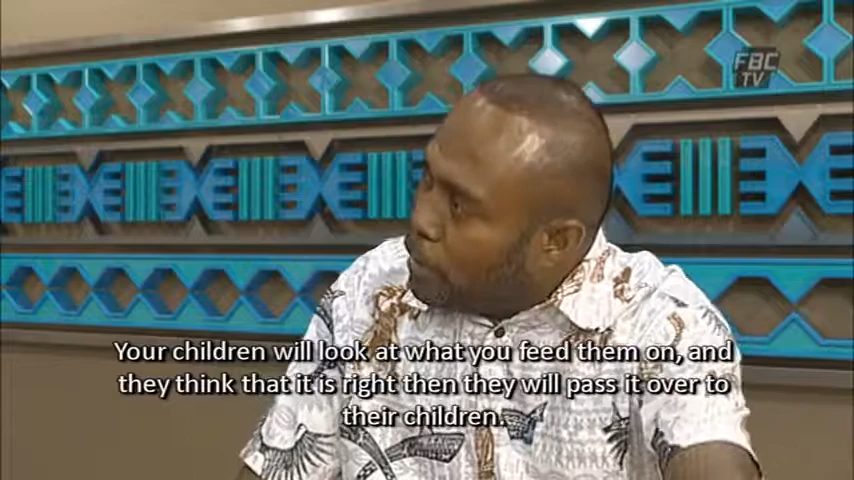 FBC
TV
Your children will look at what you feed them on, and
they think that it is right then they will pass it over to
their children.